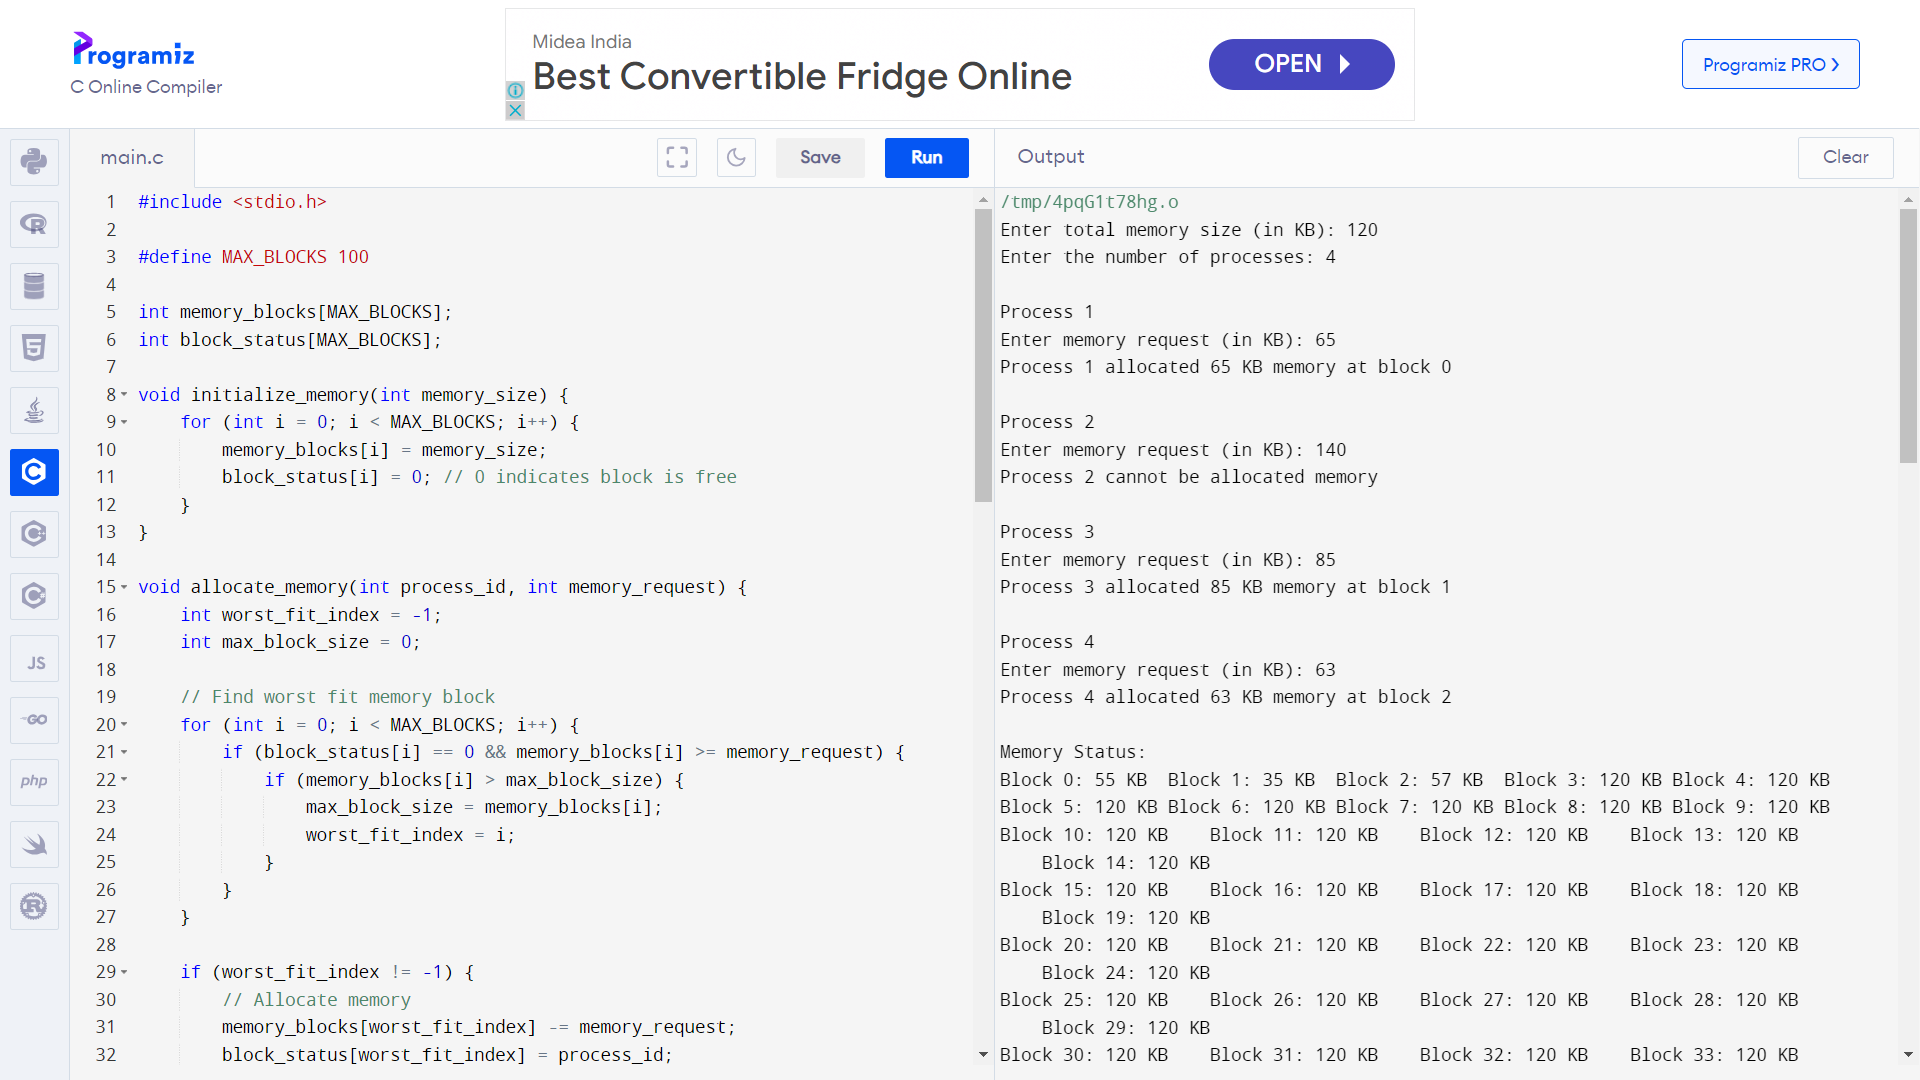 Programiz
C Online Compiler
Midea India
Best Convertible Fridge Online
OPEN
Programiz PRO
main.c
Save
Run
Output
Clear
JS
GO
php
1 #include <stdio.h>
2
3 #define MAX_BLOCKS 100
4
5 int memory_blocks[MAX_BLOCKS];
6 int block_status[MAX_BLOCKS];
7
8 void initialize_memory(int memory_size) {
9     for (int i = 0; i < MAX_BLOCKS; i++) {
10         memory_blocks[i] = memory_size;
11         block_status[i] = 0; // 0 indicates block is free
12     }
13 }
14
15 void allocate_memory(int process_id, int memory_request) {
16     int worst_fit_index = -1;
17     int max_block_size = 0;
18
19     // Find worst fit memory block
20     for (int i = 0; i < MAX_BLOCKS; i++) {
21         if (block_status[i] == 0 && memory_blocks[i] >= memory_request) {
22             if (memory_blocks[i] > max_block_size) {
23                 max_block_size = memory_blocks[i];
24                 worst_fit_index = i;
25             }
26         }
27     }
28
29     if (worst_fit_index != -1) {
30         // Allocate memory
31         memory_blocks[worst_fit_index] -= memory_request;
32         block_status[worst_fit_index] = process_id;
/tmp/4pqG1t78hg.o
Enter total memory size (in KB): 120
Enter the number of processes: 4
Process 1
Enter memory request (in KB): 65
Process 1 allocated 65 KB memory at block 0
Process 2
Enter memory request (in KB): 140
Process 2 cannot be allocated memory
Process 3
Enter memory request (in KB): 85
Process 3 allocated 85 KB memory at block 1
Process 4
Enter memory request (in KB): 63
Process 4 allocated 63 KB memory at block 2
Memory Status:
Block 0: 55 KB  Block 1: 35 KB  Block 2: 57 KB  Block 3: 120 KB Block 4: 120 KB
Block 5: 120 KB Block 6: 120 KB Block 7: 120 KB Block 8: 120 KB Block 9: 120 KB
Block 10: 120 KB    Block 11: 120 KB    Block 12: 120 KB    Block 13: 120 KB
    Block 14: 120 KB
Block 15: 120 KB    Block 16: 120 KB    Block 17: 120 KB    Block 18: 120 KB
    Block 19: 120 KB
Block 20: 120 KB    Block 21: 120 KB    Block 22: 120 KB    Block 23: 120 KB
    Block 24: 120 KB
Block 25: 120 KB    Block 26: 120 KB    Block 27: 120 KB    Block 28: 120 KB
    Block 29: 120 KB
Block 30: 120 KB    Block 31: 120 KB    Block 32: 120 KB    Block 33: 120 KB